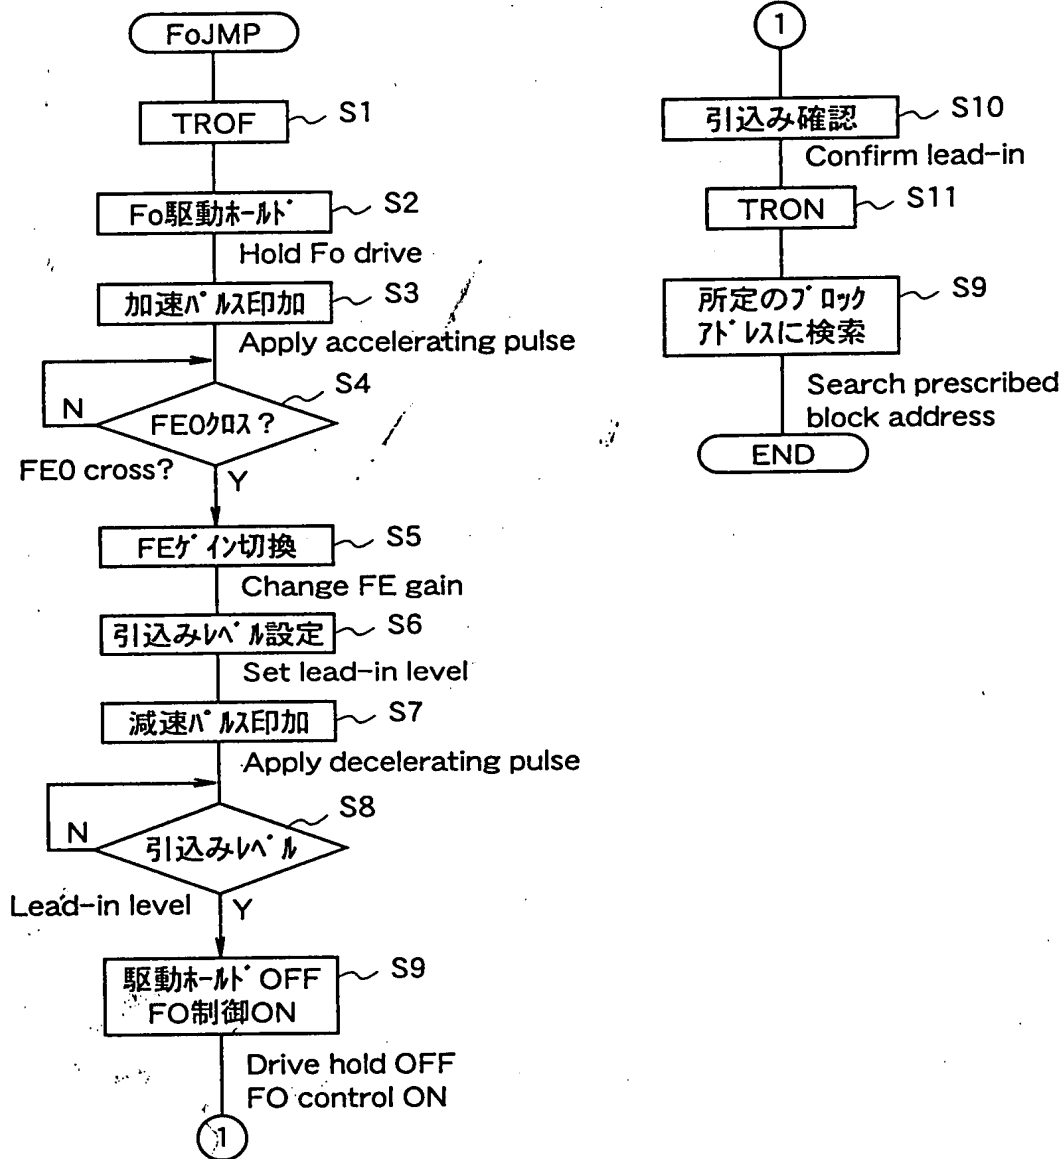 FoJMP
TROF
S1
Fo駆動ﾎｰﾙﾄﾞ
S2
Hold Fo drive
加速ﾊﾟﾙｽ印加
S3
Apply accelerating pulse
S4
N
FE0ｸﾛｽ?
FE0 cross?
Y
FEｹﾞｲﾝ切換
S5
Change FE gain
引込みﾚﾍﾞﾙ設定
S6
Set lead-in level
減速ﾊﾟﾙｽ印加
S7
Apply decelerating pulse
S8
N
引込みﾚﾍﾞﾙ
Lead-in level
Y
駆動ﾎｰﾙﾄﾞOFF
FO制御ON
S9
Drive hold OFF
FO control ON
1
1
引込み確認
S10
Confirm lead-in
TRON
S11
所定のﾌﾞﾛｯｸ
ｱﾄﾞﾚｽに検索
S9
Search prescribed
block address
END